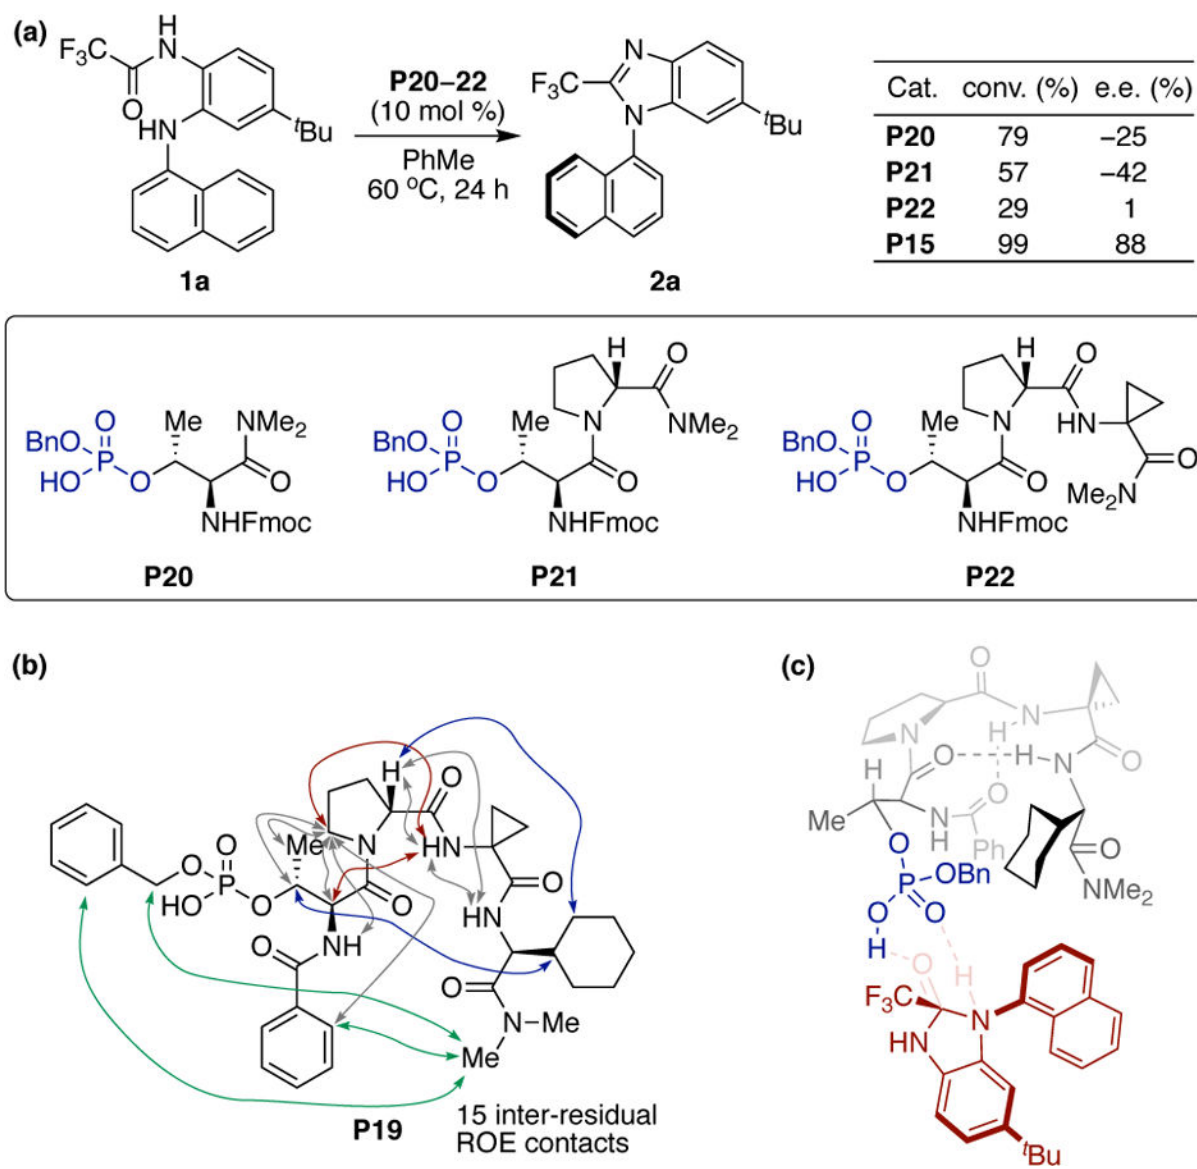 (a)
H
F₃C
N
O
HN
ᵗBu
1a
P20–22
(10 mol %)
PhMe
60 °C, 24 h
N
F₃C
N
ᵗBu
2a
Cat. conv. (%) e.e. (%)
P20 79 –25
P21 57 –42
P22 29 1
P15 99 88
O
Me
NMe₂
BnO
P
HO
O
O
NHFmoc
P20
H
O
N
NMe₂
O
Me
BnO
P
HO
O
O
NHFmoc
P21
H
O
N
HN
O
Me
BnO
P
HO
O
O
Me₂N
O
NHFmoc
P22
(b)
H
O
Me
N
HN
O
O
P
HO
O
O
O
HN
O
NH
O
N
Me
Me
P19
15 inter-residual
ROE contacts
(c)
O
N
H
N
H
O
H
N
O
Me
O
N
H
O
Ph
O
NMe₂
P
OBn
O
O
H
O
H
F₃C
N
HN
ᵗBu